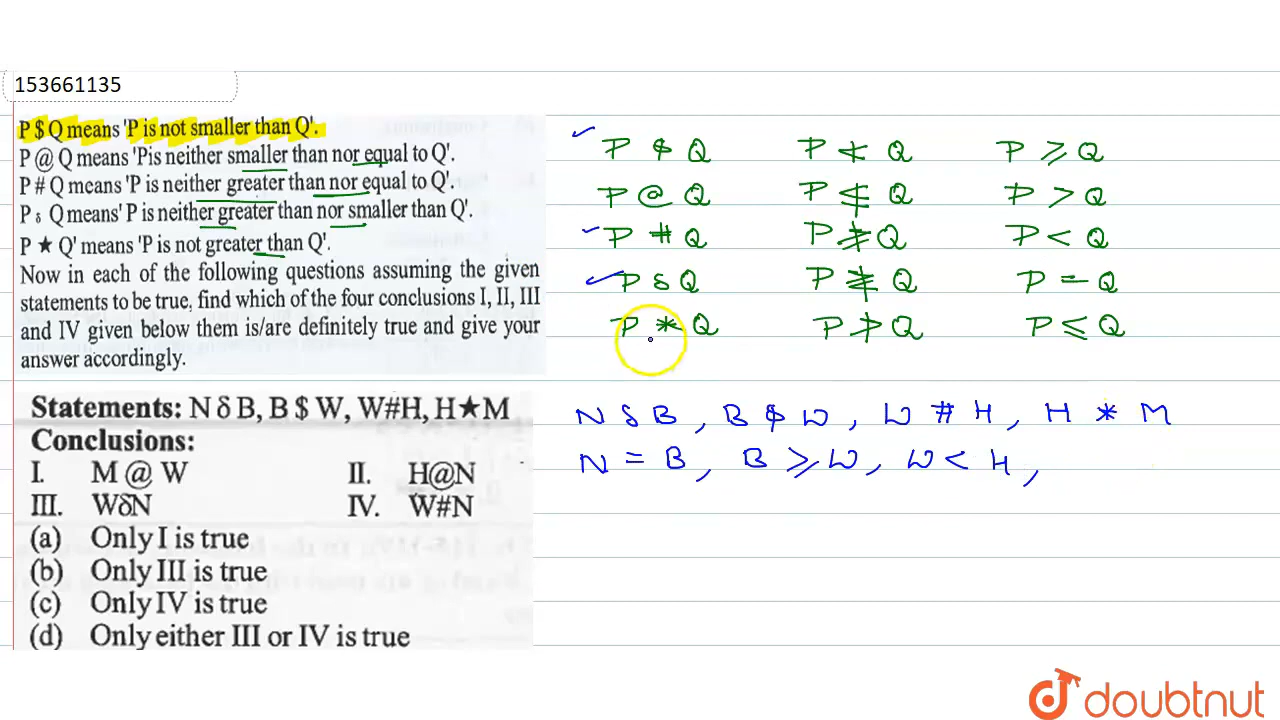 153661135
P $ Q means 'P is not smaller than Q'.
P @ Q means 'Pis neither smaller than nor equal to Q'.
P # Q means 'P is neither greater than nor equal to Q'.
P δ Q means' P is neither greater than nor smaller than Q'.
P ★ Q' means 'P is not greater than Q'.
Now in each of the following questions assuming the given
statements to be true, find which of the four conclusions I, II, III
and IV given below them is/are definitely true and give your
answer accordingly.
Statements: N δ B, B $ W, W#H, H★M
Conclusions:
I. M @ W II. H@N
III. WδN IV. W#N
(a) Only I is true
(b) Only III is true
(c) Only IV is true
(d) Only either III or IV is true
P $ Q P ≮ Q P ≥ Q
P @ Q P ≰ Q P > Q
P # Q P ≱ Q P < Q
P δ Q P ≸ Q P = Q
P * Q P ≯ Q P ≤ Q
N δ B, B $ W, W # H, H * M
N = B, B ≥ W, W < H,
doubtnut